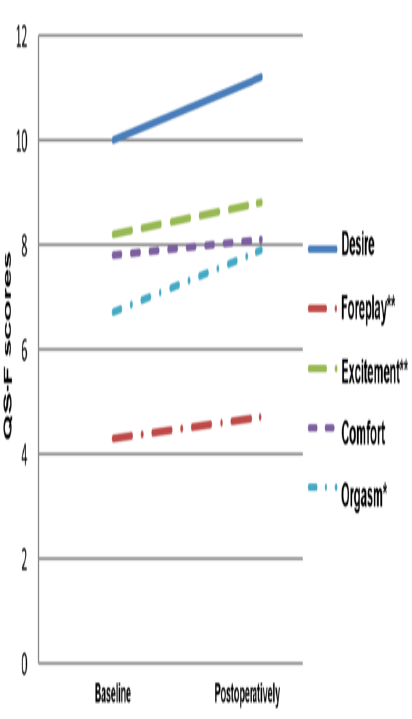 12
10
8
6
4
2
0
QS-F scores
Baseline
Postoperatively
Desire
Foreplay**
Excitement**
Comfort
Orgasm*